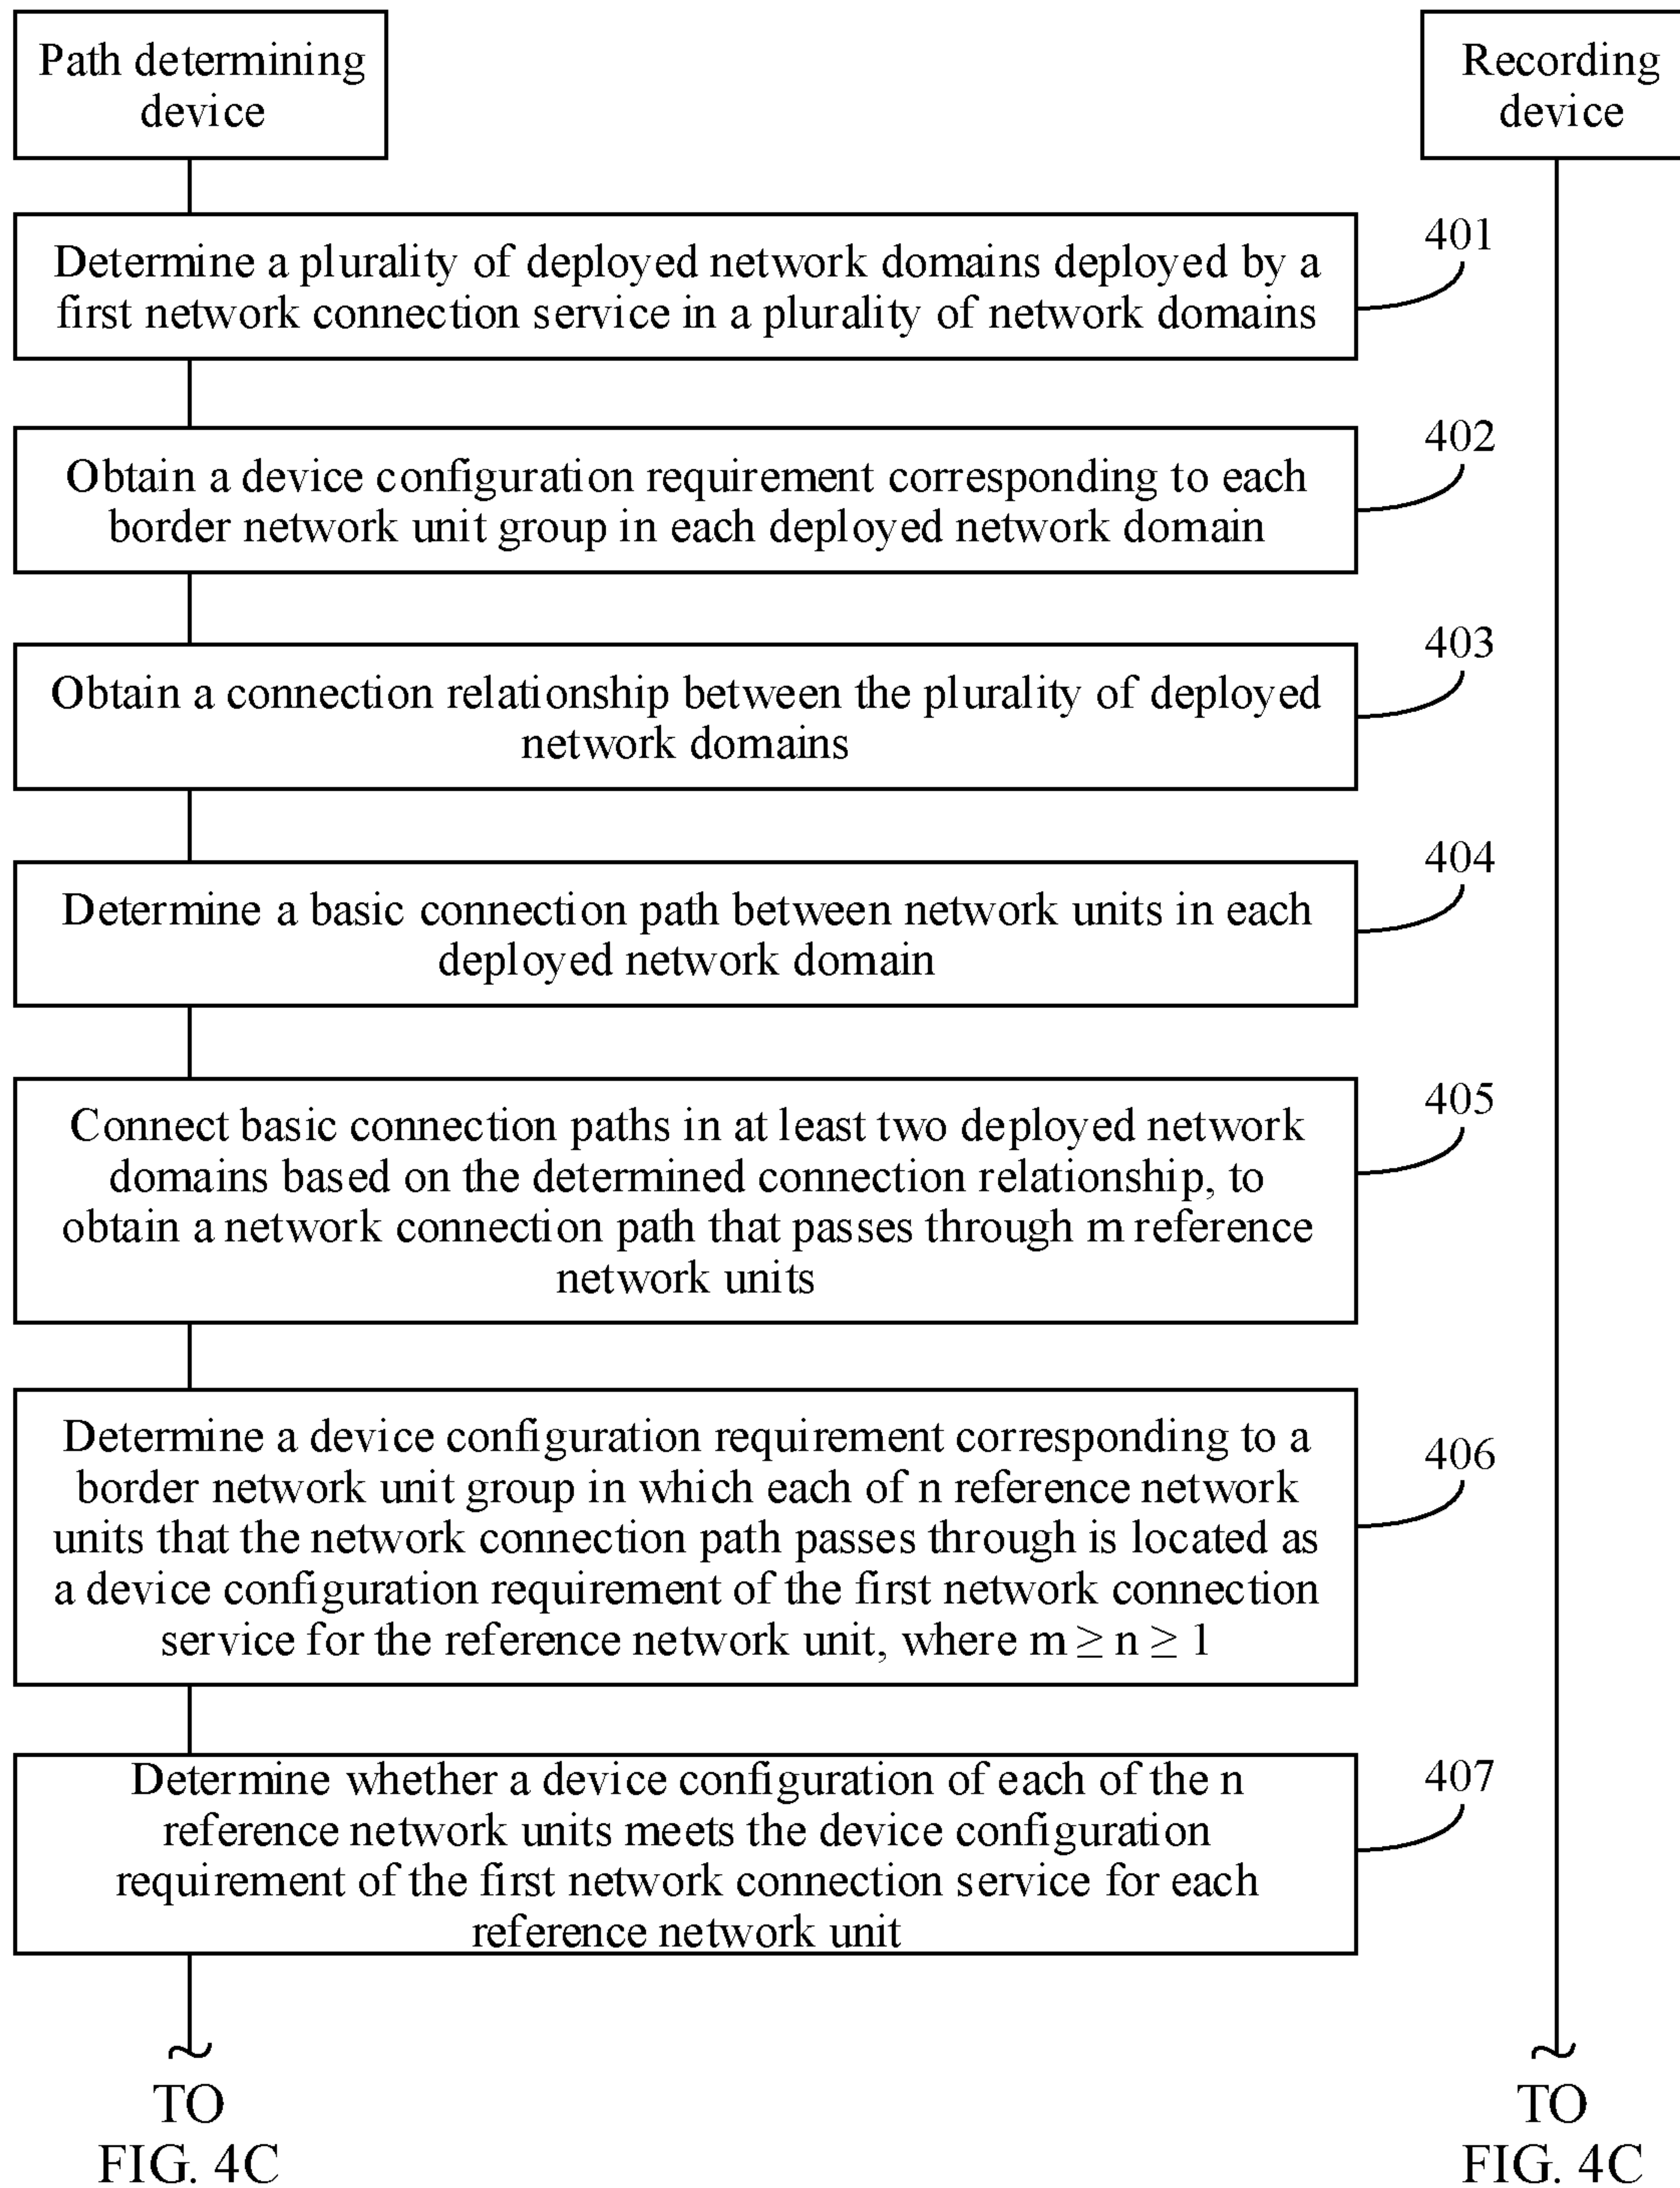 Path determining
device
Recording
device
401
Determine a plurality of deployed network domains deployed by a
first network connection service in a plurality of network domains
402
Obtain a device configuration requirement corresponding to each
border network unit group in each deployed network domain
403
Obtain a connection relationship between the plurality of deployed
network domains
404
Determine a basic connection path between network units in each
deployed network domain
405
Connect basic connection paths in at least two deployed network
domains based on the determined connection relationship, to
obtain a network connection path that passes through m reference
network units
406
Determine a device configuration requirement corresponding to a
border network unit group in which each of n reference network
units that the network connection path passes through is located as
a device configuration requirement of the first network connection
service for the reference network unit, where m ≥ n ≥ 1
407
Determine whether a device configuration of each of the n
reference network units meets the device configuration
requirement of the first network connection service for each
reference network unit
TO
FIG. 4C
TO
FIG. 4C